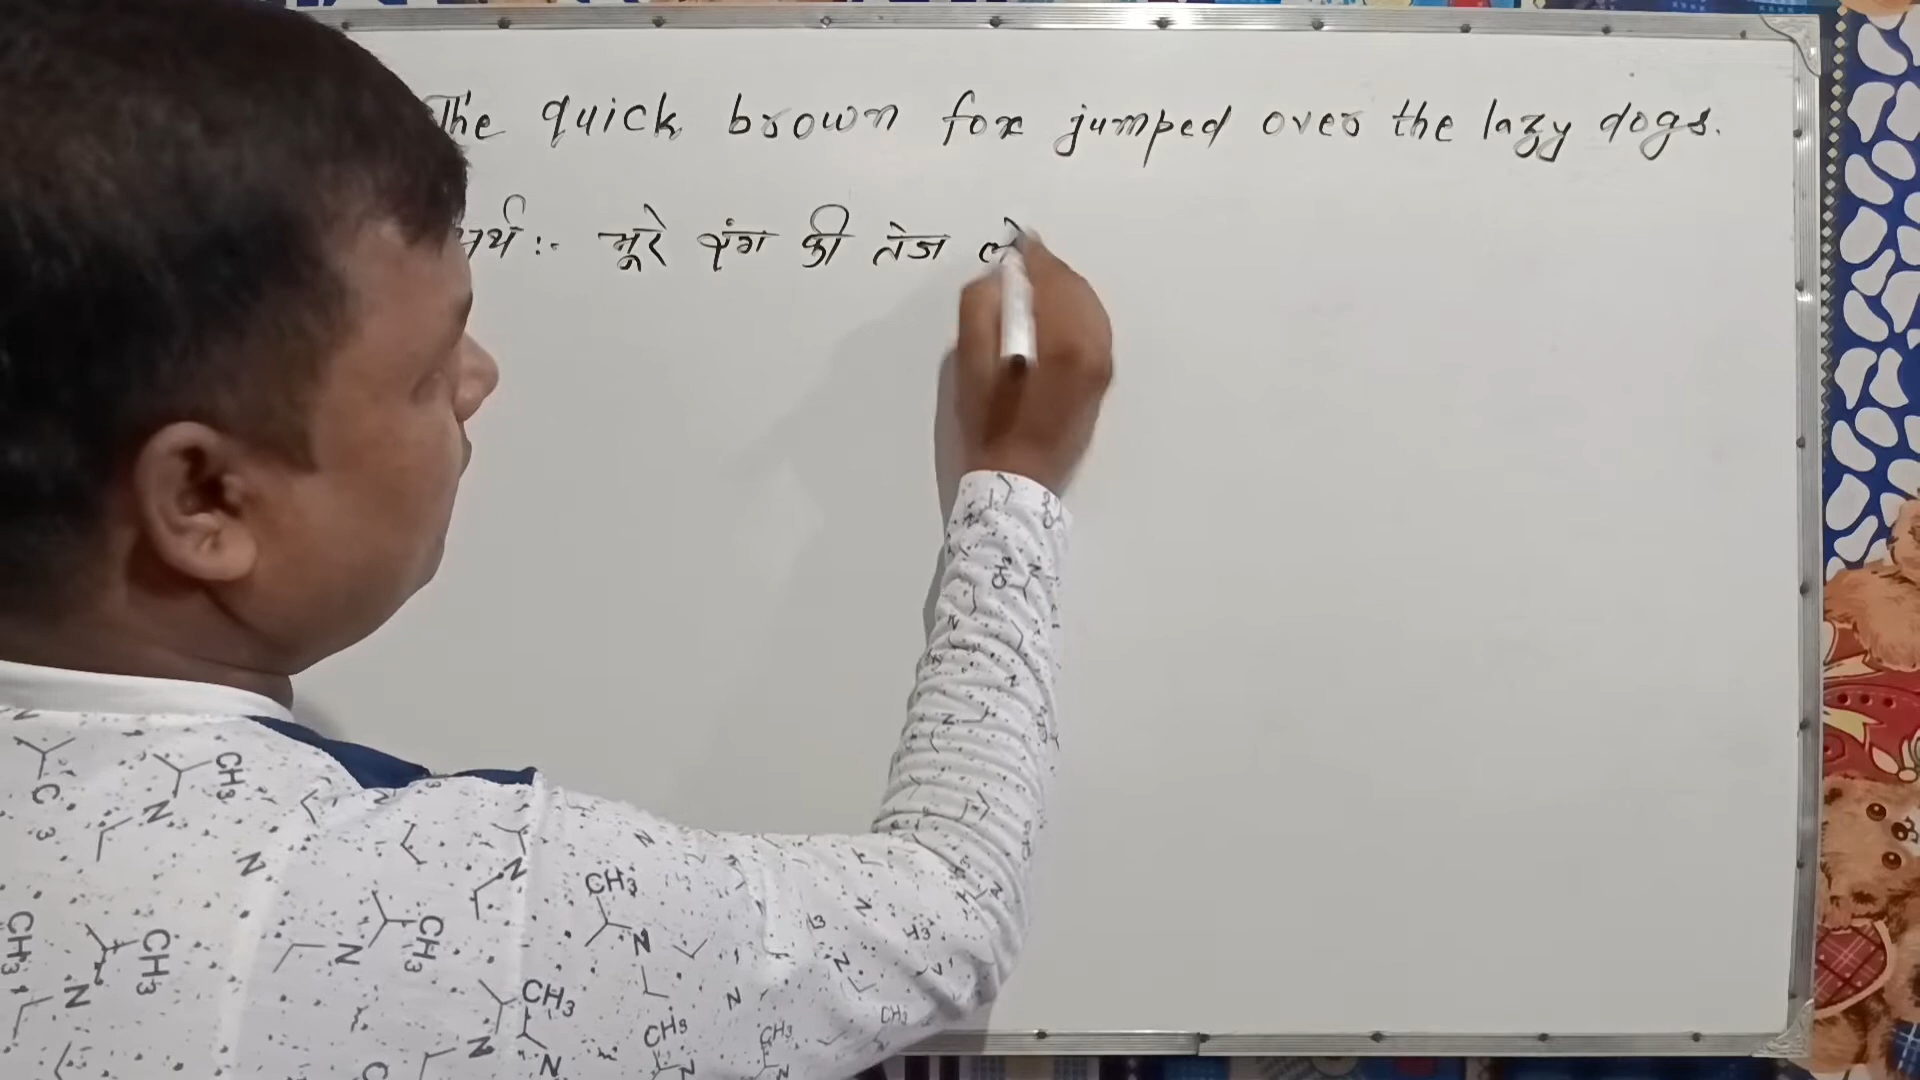 The quick brown fox jumped over the lazy dogs.
अर्थ :- भूरे रंग की तेज